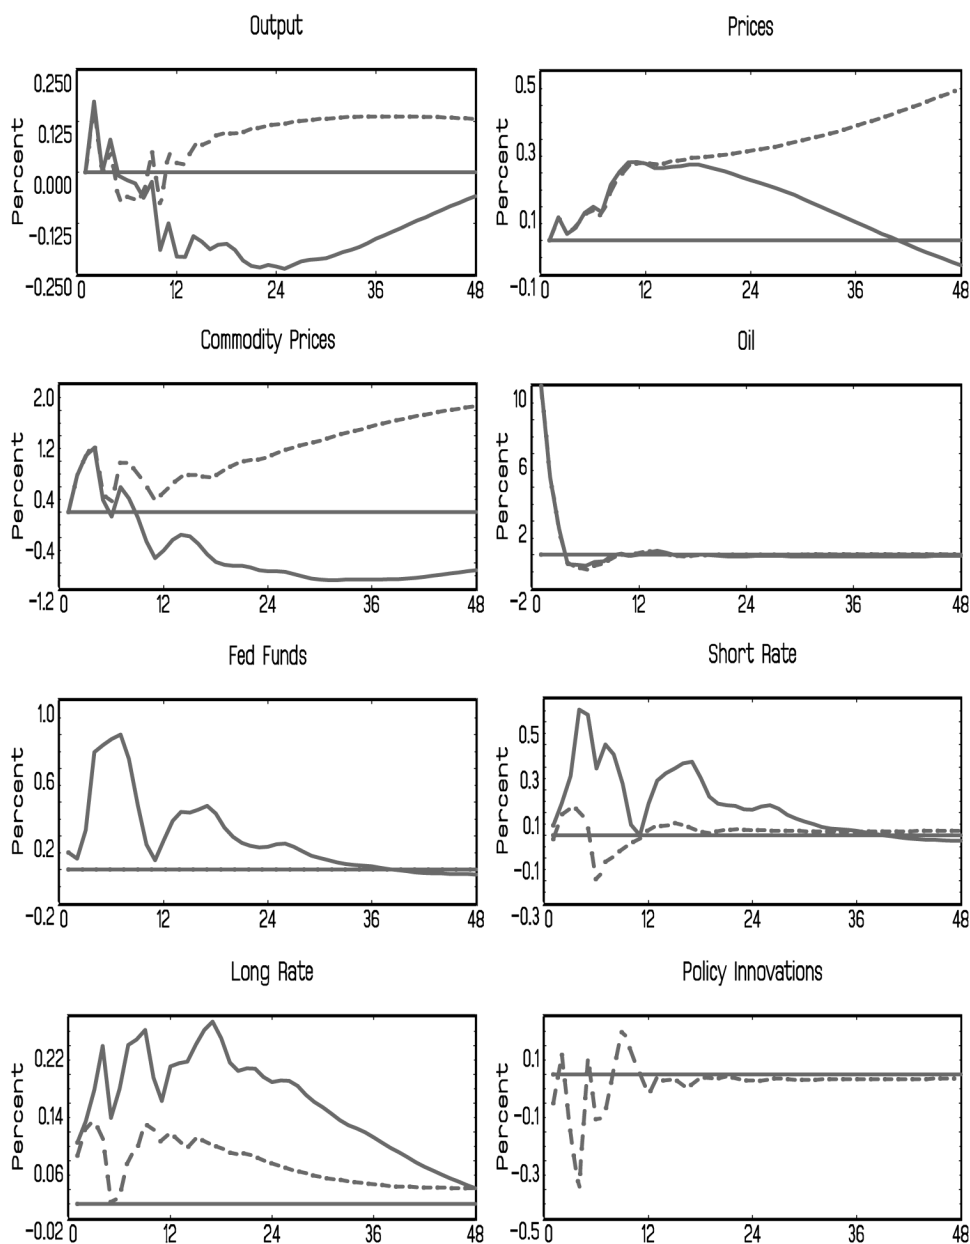 Output
Percent
0.250
0.125
0.000
-0.125
-0.250
0 12 24 36 48
Prices
Percent
0.5
0.3
0.1
-0.1
0 12 24 36 48
Commodity Prices
Percent
2.0
1.2
0.4
-0.4
-1.2
0 12 24 36 48
Oil
Percent
10
6
2
-2
0 12 24 36 48
Fed Funds
Percent
1.0
0.6
0.2
-0.2
0 12 24 36 48
Short Rate
Percent
0.5
0.3
0.1
-0.1
-0.3
0 12 24 36 48
Long Rate
Percent
0.22
0.14
0.06
-0.02
0 12 24 36 48
Policy Innovations
Percent
0.1
-0.1
-0.3
-0.5
0 12 24 36 48